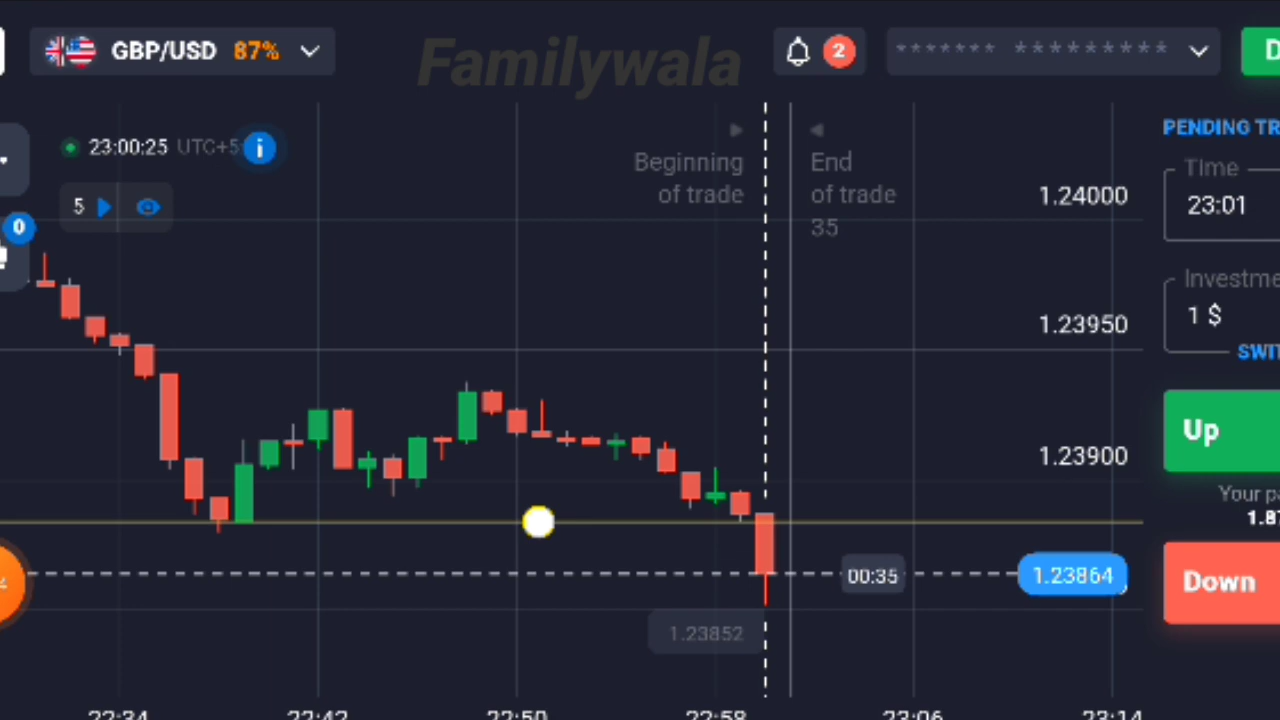 GBP/USD 87%
Familywala
2
******* *********
D
23:00:25 UTC+5
i
5
0
Beginning
of trade
End
of trade
35
1.24000
1.23950
1.23900
00:35
1.23864
1.23852
22:34 22:42 22:50 22:58 23:06 23:14
PENDING TR
Time
23:01
Investme
1 $
SWIT
Up
Your pa
1.87
Down